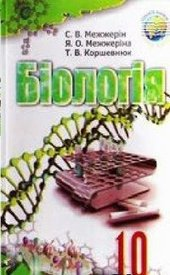 С. В. Межжерін
Я. О. Межжеріна
Т. В. Коршевнюк
Біологія
10